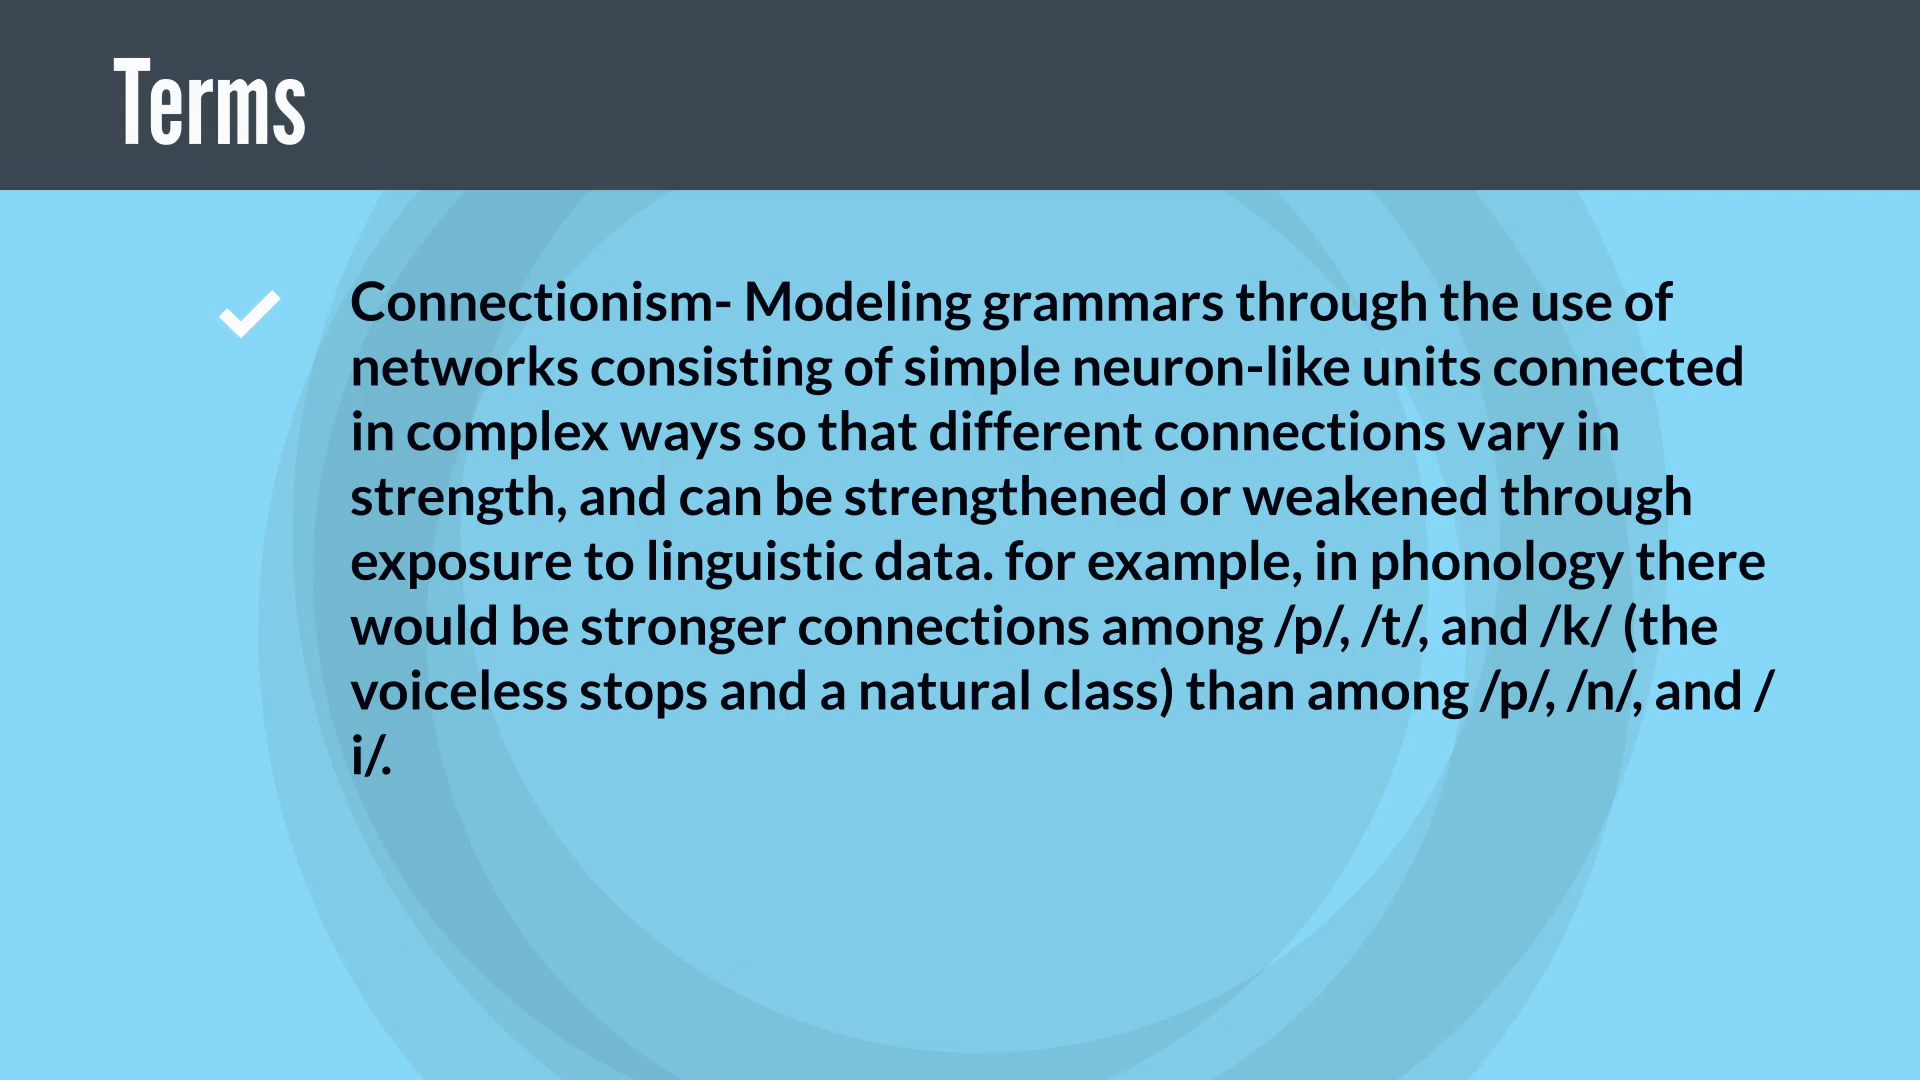 Terms
Connectionism- Modeling grammars through the use of
networks consisting of simple neuron-like units connected
in complex ways so that different connections vary in
strength, and can be strengthened or weakened through
exposure to linguistic data. for example, in phonology there
would be stronger connections among /p/, /t/, and /k/ (the
voiceless stops and a natural class) than among /p/, /n/, and /
i/.